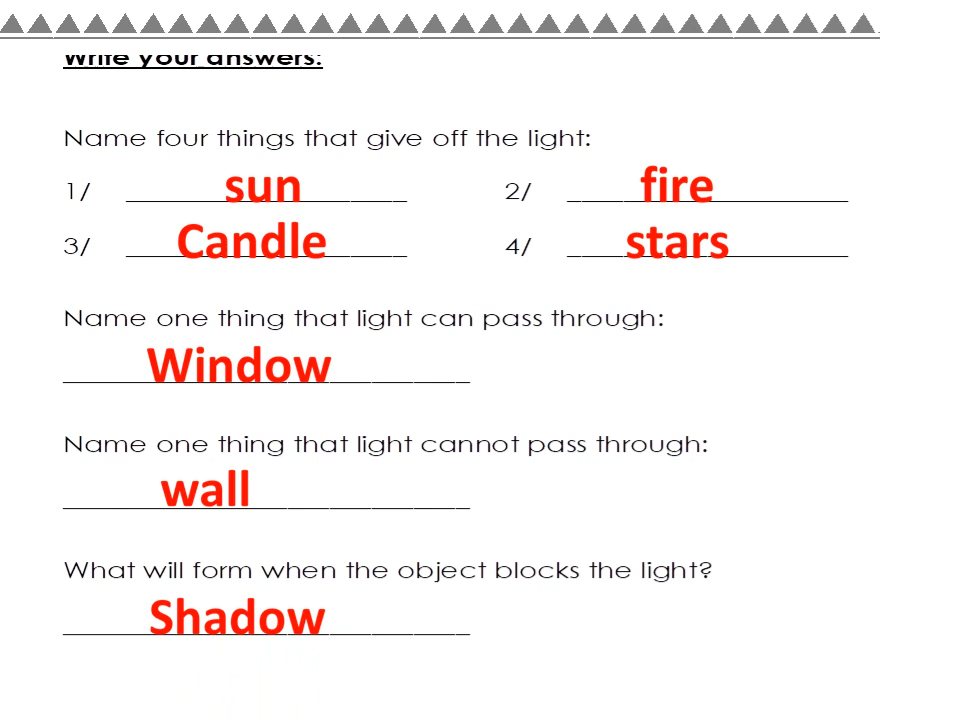 Write your answers:
Name four things that give off the light:
1/ sun 2/ fire
3/ Candle 4/ stars
Name one thing that light can pass through:
Window
Name one thing that light cannot pass through:
wall
What will form when the object blocks the light?
Shadow